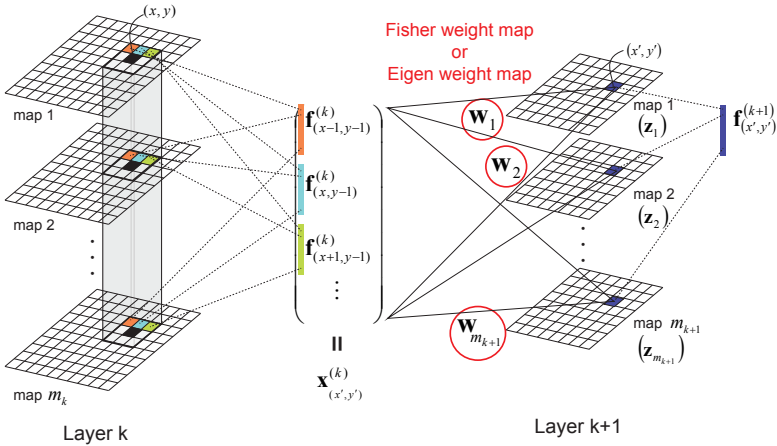 (x, y)
map 1
map 2
⋮
map m_k
Layer k
f^{(k)}_{(x−1,y−1)}
f^{(k)}_{(x,y−1)}
f^{(k)}_{(x+1,y−1)}
⋮
=
x^{(k)}_{(x′,y′)}
Fisher weight map
or
Eigen weight map
w_1
w_2
w_{m_{k+1}}
(x′, y′)
map 1
(z_1)
map 2
(z_2)
⋮
map m_{k+1}
(z_{m_{k+1}})
f^{(k+1)}_{(x′,y′)}
Layer k+1